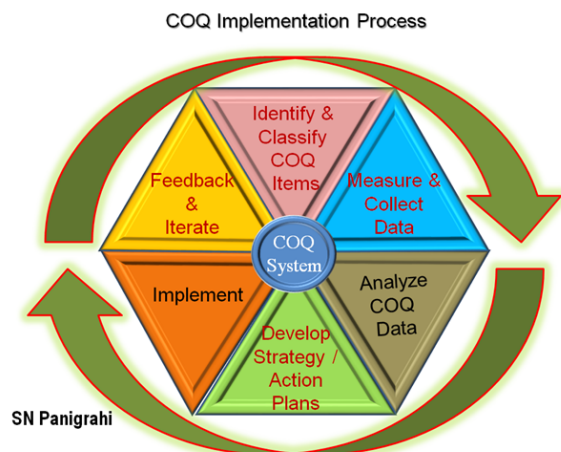 COQ Implementation Process
Identify &
Classify
COQ
Items
Measure &
Collect
Data
Analyze
COQ
Data
Develop
Strategy /
Action
Plans
Implement
Feedback
&
Iterate
COQ
System
SN Panigrahi